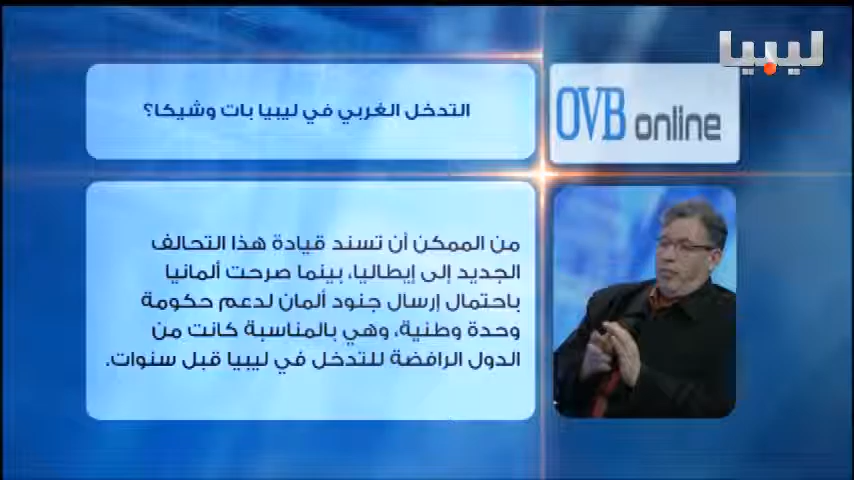 ليبيا
OVB online
التدخل الغربي في ليبيا بات وشيكا؟
من الممكن أن تسند قيادة هذا التحالف
الجديد إلى إيطاليا، بينما صرحت ألمانيا
باحتمال إرسال جنود ألمان لدعم حكومة
وحدة وطنية، وهي بالمناسبة كانت من
الدول الرافضة للتدخل في ليبيا قبل سنوات.